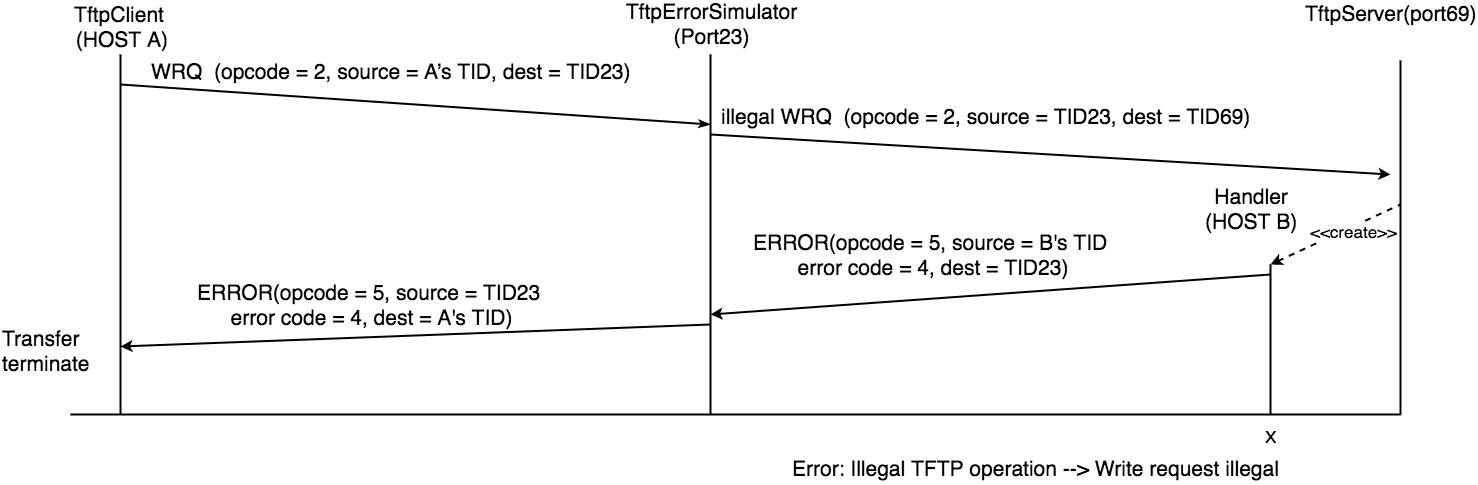 TftpClient
(HOST A)
TftpErrorSimulator
(Port23)
TftpServer(port69)
WRQ (opcode = 2, source = A’s TID, dest = TID23)
illegal WRQ (opcode = 2, source = TID23, dest = TID69)
Handler
(HOST B)
<<create>>
ERROR(opcode = 5, source = B's TID
error code = 4, dest = TID23)
ERROR(opcode = 5, source = TID23
error code = 4, dest = A's TID)
Transfer
terminate
x
Error: Illegal TFTP operation --> Write request illegal